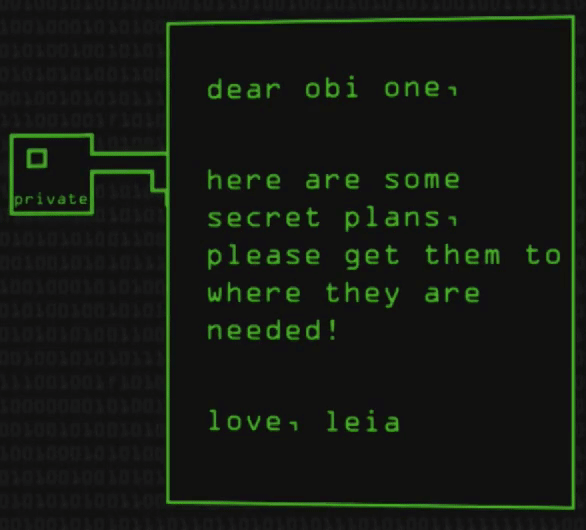 dear obi one,
here are some
secret plans,
please get them to
where they are
needed!
love, leia
private